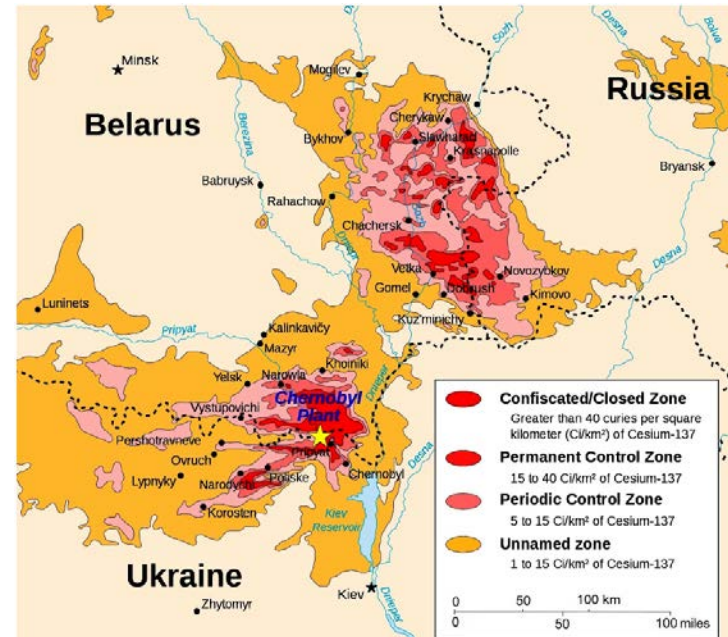 Minsk
Mogilev
Sozh
Desna
Bolva
Krychaw
Russia
Cherykaw
Belarus
Slawharad
Bykhov
Krasnapolle
Berezina
Bryansk
Babruysk
Rahachow
Sozh
Chachersk
Dnieper
Desna
Vetka
Novozybkov
Luninets
Gomel
Dobrush
Kirnovo
Kuz'minichy
Pripyat
Kalinkavičy
Mazyr
Khoiniki
Yelsk
Narowla
Dnieper
Chernobyl
Plant
Vystupovichi
Pershotravneve
Pripyat
Ovruch
Chernobyl
Desna
Lypnyky
Narodychi
Poliske
Korosten
Kiev
Reservoir
Ukraine
Kiev
Zhytomyr
Dnieper
Confiscated/Closed Zone
Greater than 40 curies per square
kilometer (Ci/km²) of Cesium-137
Permanent Control Zone
15 to 40 Ci/km² of Cesium-137
Periodic Control Zone
5 to 15 Ci/km² of Cesium-137
Unnamed zone
1 to 15 Ci/km² of Cesium-137
0 50 100 km
0 50 100 miles